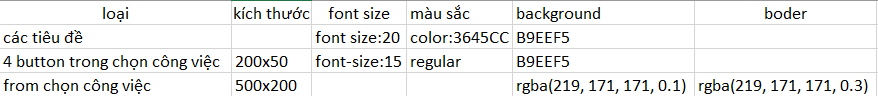 loại kích thước font size màu sắc background boder
các tiêu đề font size:20 color:3645CC B9EEF5
4 button trong chọn công việc 200x50 font-size:15 regular B9EEF5
from chọn công việc 500x200 rgba(219, 171, 171, 0.1) rgba(219, 171, 171, 0.3)